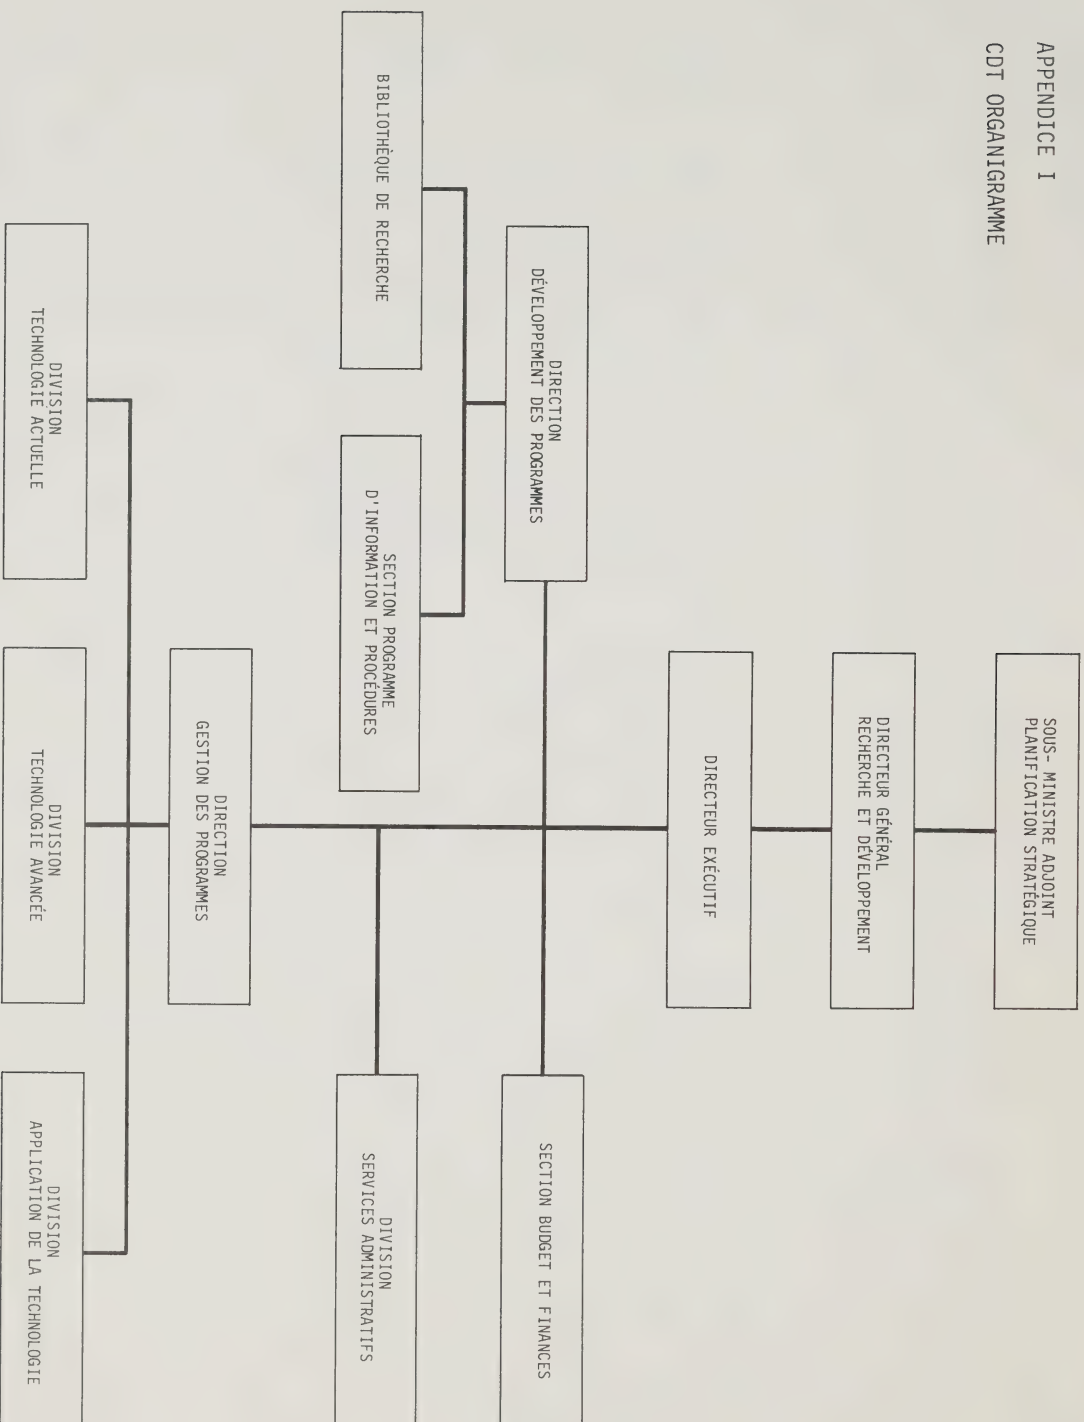 APPENDICE I
CDT ORGANIGRAMME
SOUS- MINISTRE ADJOINT
PLANIFICATION STRATÉGIQUE
DIRECTEUR GÉNÉRAL
RECHERCHE ET DÉVELOPPEMENT
DIRECTEUR EXÉCUTIF
DIRECTION
DÉVELOPPEMENT DES PROGRAMMES
SECTION BUDGET ET FINANCES
BIBLIOTHÈQUE DE RECHERCHE
SECTION PROGRAMME
D'INFORMATION ET PROCÉDURES
DIVISION
SERVICES ADMINISTRATIFS
DIRECTION
GESTION DES PROGRAMMES
DIVISION
TECHNOLOGIE ACTUELLE
DIVISION
TECHNOLOGIE AVANCÉE
DIVISION
APPLICATION DE LA TECHNOLOGIE